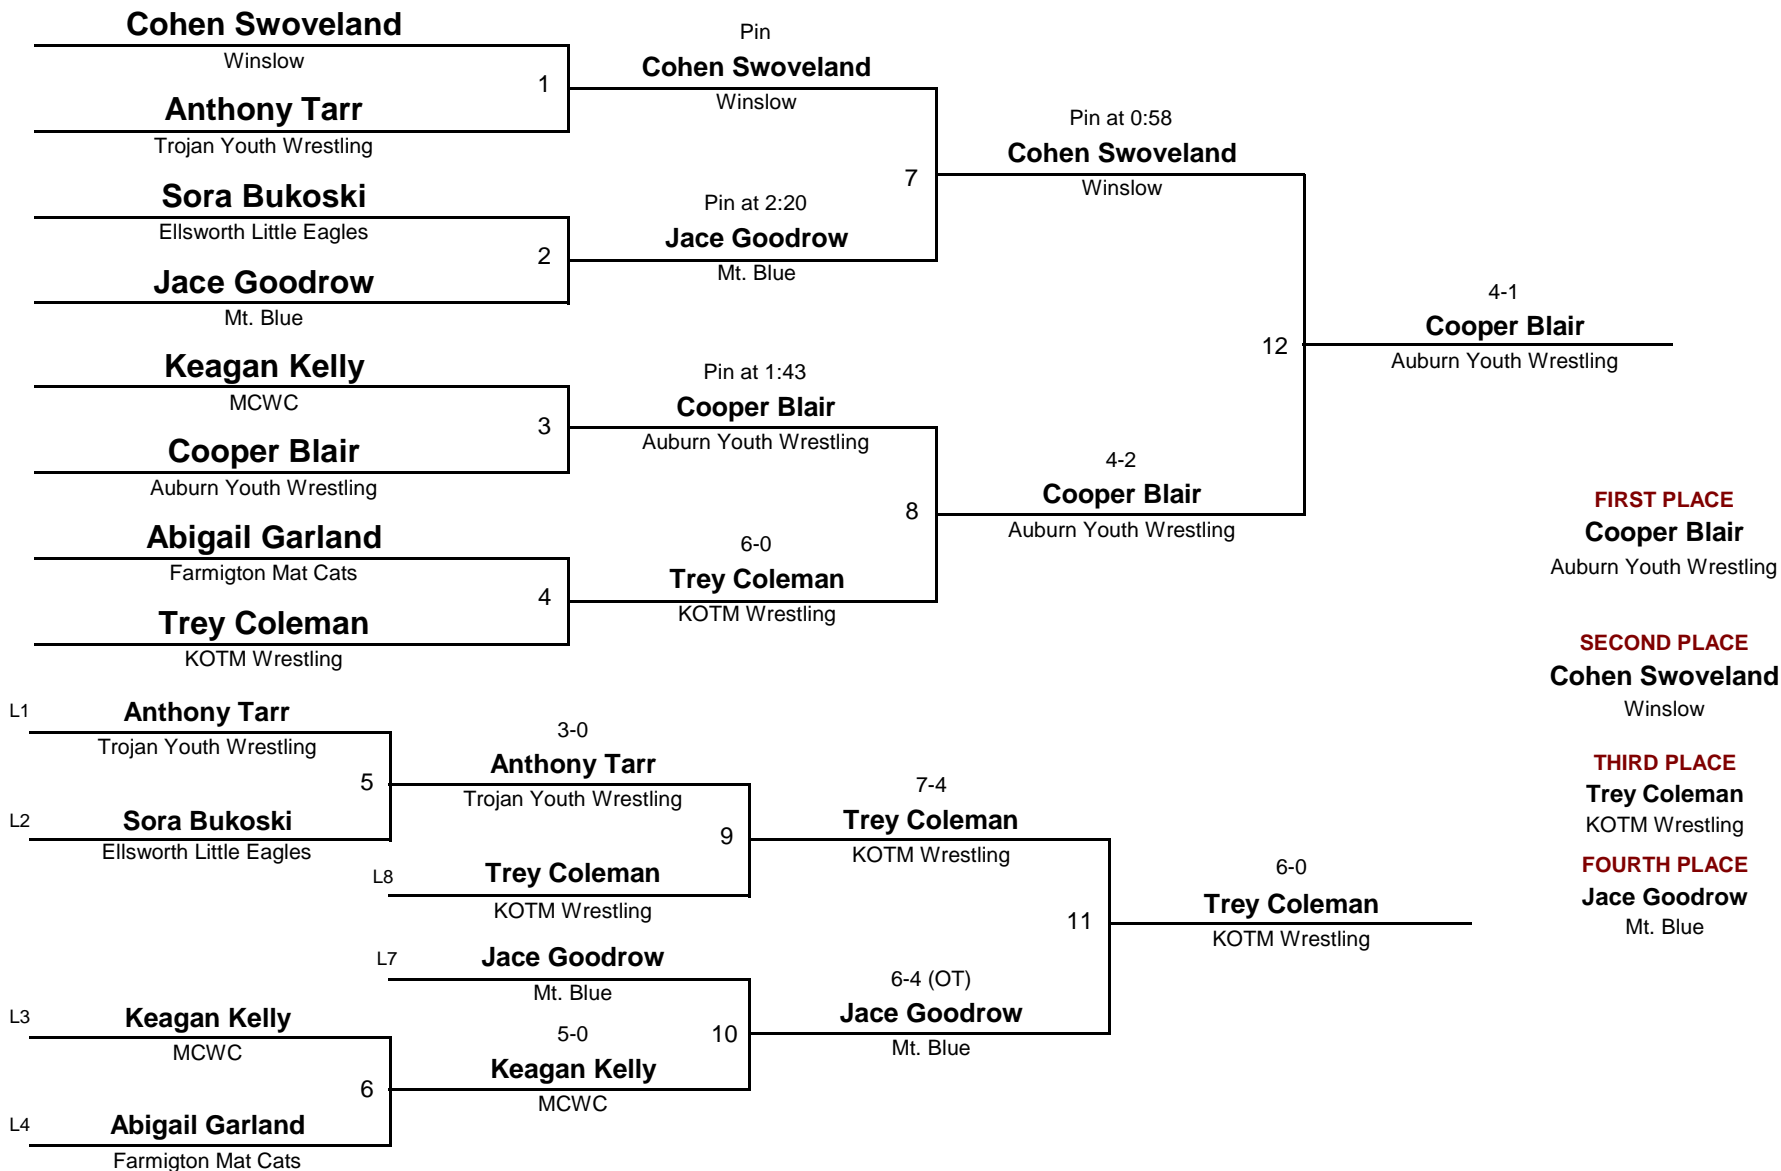 Cohen Swoveland
Winslow
1
Anthony Tarr
Trojan Youth Wrestling
Sora Bukoski
Ellsworth Little Eagles
2
Jace Goodrow
Mt. Blue
Keagan Kelly
MCWC
3
Cooper Blair
Auburn Youth Wrestling
Abigail Garland
Farmigton Mat Cats
4
Trey Coleman
KOTM Wrestling
Pin
Cohen Swoveland
Winslow
7
Pin at 2:20
Jace Goodrow
Mt. Blue
Pin at 1:43
Cooper Blair
Auburn Youth Wrestling
8
6-0
Trey Coleman
KOTM Wrestling
Pin at 0:58
Cohen Swoveland
Winslow
12
4-2
Cooper Blair
Auburn Youth Wrestling
4-1
Cooper Blair
Auburn Youth Wrestling
FIRST PLACE
Cooper Blair
Auburn Youth Wrestling
SECOND PLACE
Cohen Swoveland
Winslow
THIRD PLACE
Trey Coleman
KOTM Wrestling
FOURTH PLACE
Jace Goodrow
Mt. Blue
L1
Anthony Tarr
Trojan Youth Wrestling
5
L2
Sora Bukoski
Ellsworth Little Eagles
3-0
Anthony Tarr
Trojan Youth Wrestling
9
L8
Trey Coleman
KOTM Wrestling
L7
Jace Goodrow
Mt. Blue
10
5-0
Keagan Kelly
MCWC
L3
Keagan Kelly
MCWC
6
L4
Abigail Garland
Farmigton Mat Cats
7-4
Trey Coleman
KOTM Wrestling
11
6-4 (OT)
Jace Goodrow
Mt. Blue
6-0
Trey Coleman
KOTM Wrestling